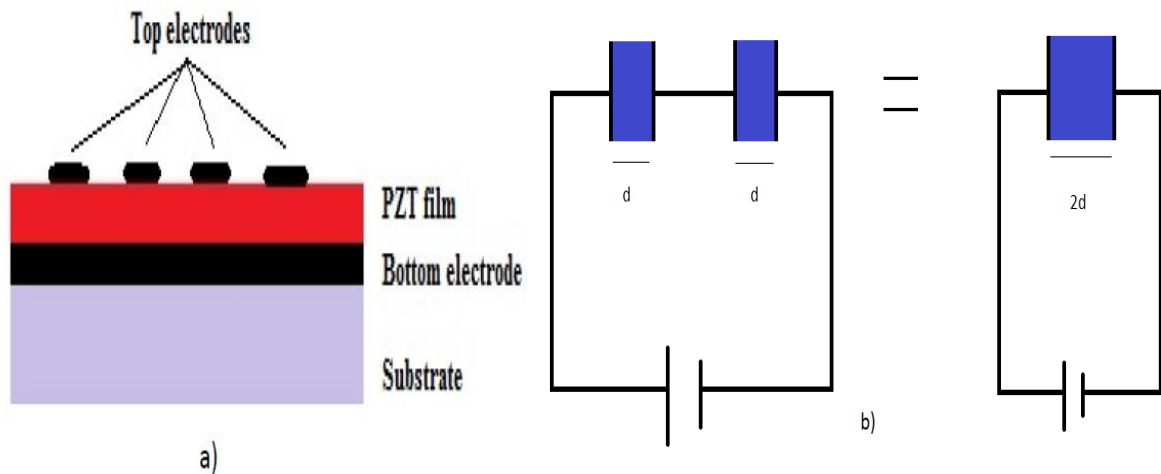 Top electrodes
PZT film
Bottom electrode
Substrate
a)
d
d
2d
b)